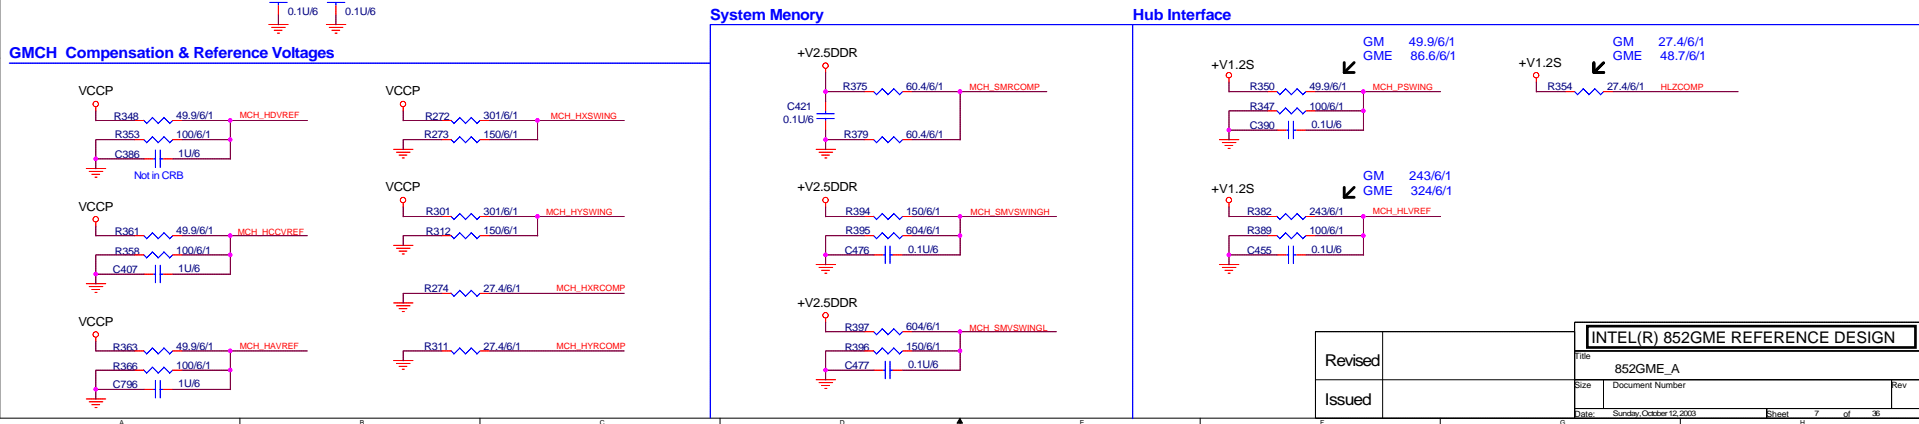 0.1U/6 0.1U/6
GMCH Compensation & Reference Voltages
VCCP
R348 49.9/6/1 MCH_HDVREF
R353 100/6/1
C386 1U/6
Not in CRB
VCCP
R361 49.9/6/1 MCH_HCCVREF
R358 100/6/1
C407 1U/6
VCCP
R363 49.9/6/1 MCH_HAVREF
R366 100/6/1
C796 1U/6
VCCP
R272 301/6/1 MCH_HXSWING
R273 150/6/1
VCCP
R301 301/6/1 MCH_HYSWING
R312 150/6/1
R274 27.4/6/1 MCH_HXRCOMP
R311 27.4/6/1 MCH_HYRCOMP
System Menory
+V2.5DDR
R375 60.4/6/1 MCH_SMRCOMP
C421
0.1U/6
R379 60.4/6/1
+V2.5DDR
R394 150/6/1 MCH_SMVSWINGH
R395 604/6/1
C476 0.1U/6
+V2.5DDR
R397 604/6/1 MCH_SMVSWINGL
R396 150/6/1
C477 0.1U/6
Hub Interface
GM 49.9/6/1
GME 86.6/6/1
+V1.2S
R350 49.9/6/1 MCH_PSWING
R347 100/6/1
C390 0.1U/6
GM 243/6/1
GME 324/6/1
+V1.2S
R382 243/6/1 MCH_HLVREF
R389 100/6/1
C455 0.1U/6
GM 27.4/6/1
GME 48.7/6/1
+V1.2S
R354 27.4/6/1 HLZCOMP
Revised
Issued
INTEL(R) 852GME REFERENCE DESIGN
Title
852GME_A
Size Document Number Rev
Date: Sunday, October 12, 2003 Sheet 7 of 36
A B C D E F G H